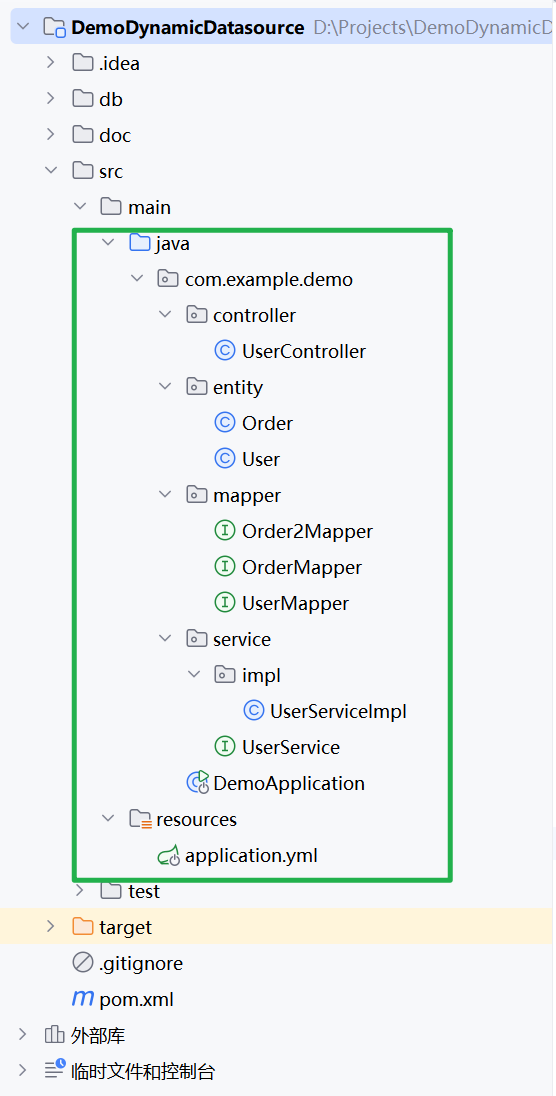 DemoDynamicDatasource D:\Projects\DemoDynamicD
.idea
db
doc
src
main
java
com.example.demo
controller
UserController
entity
Order
User
mapper
Order2Mapper
OrderMapper
UserMapper
service
impl
UserServiceImpl
UserService
DemoApplication
resources
application.yml
test
target
.gitignore
pom.xml
外部库
临时文件和控制台